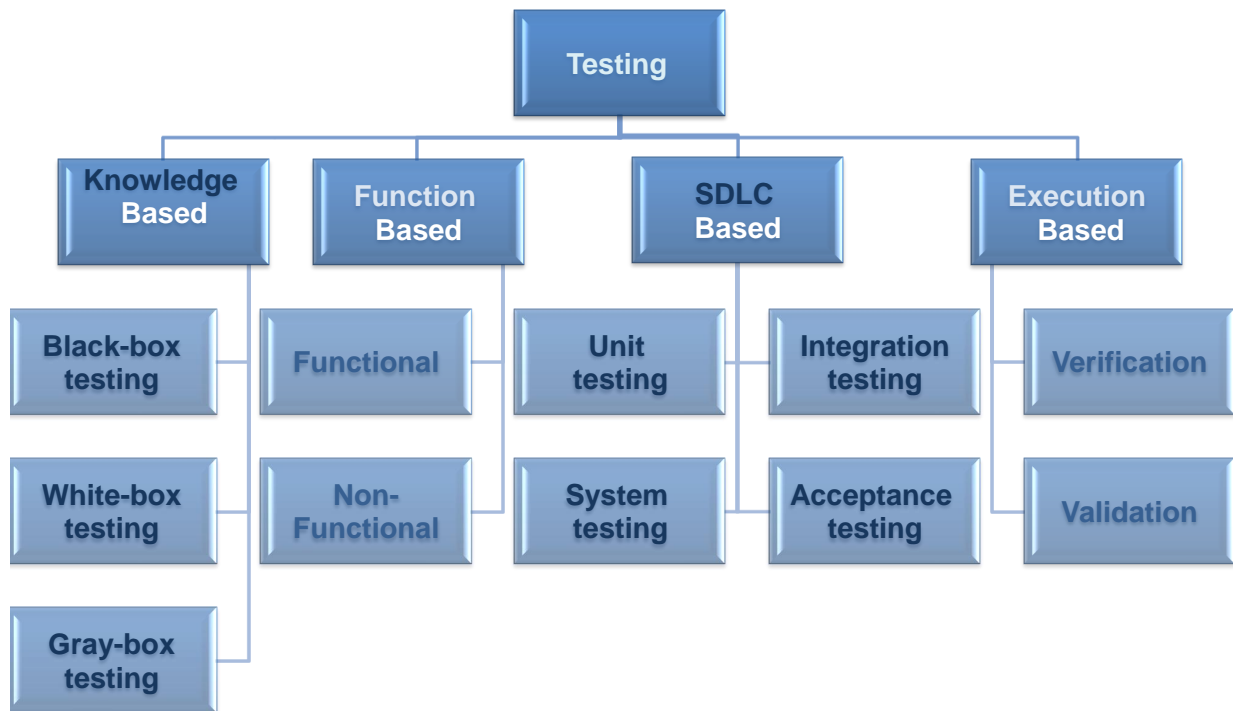 Testing
Knowledge
Based
Function
Based
SDLC
Based
Execution
Based
Black-box
testing
White-box
testing
Gray-box
testing
Functional
Non-
Functional
Unit
testing
Integration
testing
System
testing
Acceptance
testing
Verification
Validation